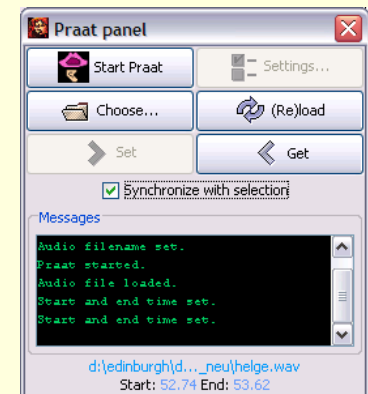 Praat panel
Start Praat Settings...
Choose... (Re)load
Set Get
Synchronize with selection
Messages
Audio filename set.
Praat started.
Audio file loaded.
Start and end time set.
Start and end time set.
d:\edinburgh\d..._neu\helge.wav
Start: 52.74 End: 53.62